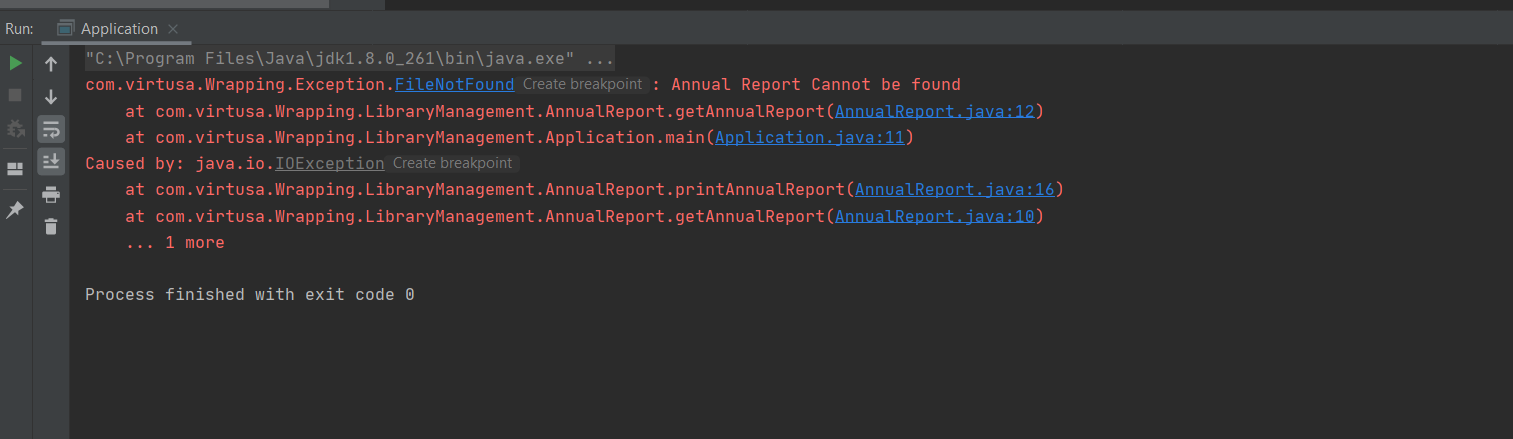 Run: Application
"C:\Program Files\Java\jdk1.8.0_261\bin\java.exe" ...
com.virtusa.Wrapping.Exception.FileNotFound Create breakpoint : Annual Report Cannot be found
at com.virtusa.Wrapping.LibraryManagement.AnnualReport.getAnnualReport(AnnualReport.java:12)
at com.virtusa.Wrapping.LibraryManagement.Application.main(Application.java:11)
Caused by: java.io.IOException Create breakpoint
at com.virtusa.Wrapping.LibraryManagement.AnnualReport.printAnnualReport(AnnualReport.java:16)
at com.virtusa.Wrapping.LibraryManagement.AnnualReport.getAnnualReport(AnnualReport.java:10)
... 1 more
Process finished with exit code 0